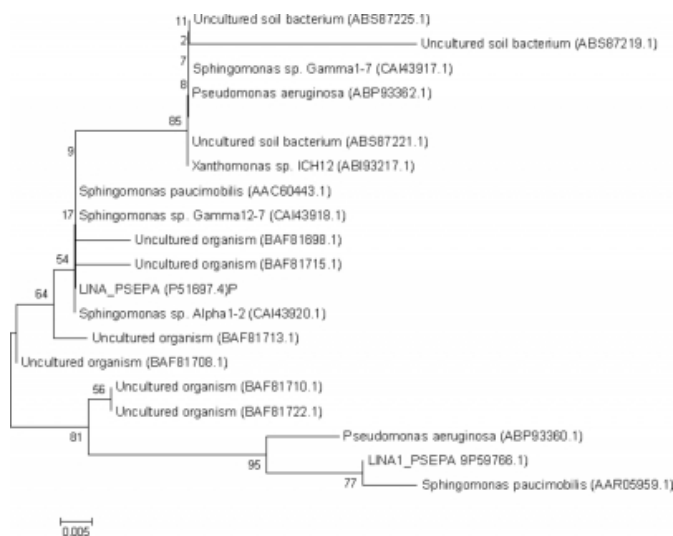 Uncultured soil bacterium (ABS87225.1)
11
2
Uncultured soil bacterium (ABS87219.1)
7
Sphingomonas sp. Gamma1-7 (CAI43917.1)
8
Pseudomonas aeruginosa (ABP93362.1)
85
Uncultured soil bacterium (ABS87221.1)
9
Xanthomonas sp. ICH12 (ABI93217.1)
Sphingomonas paucimobilis (AAC60443.1)
17
Sphingomonas sp. Gamma12-7 (CAI43918.1)
Uncultured organism (BAF81698.1)
54
Uncultured organism (BAF81715.1)
LINA_PSEPA (P51697.4)P
64
Sphingomonas sp. Alpha1-2 (CAI43920.1)
Uncultured organism (BAF81713.1)
Uncultured organism (BAF81708.1)
56
Uncultured organism (BAF81710.1)
Uncultured organism (BAF81722.1)
81
Pseudomonas aeruginosa (ABP93360.1)
95
LINA1_PSEPA 9P59766.1)
77
Sphingomonas paucimobilis (AAR05959.1)
0.005